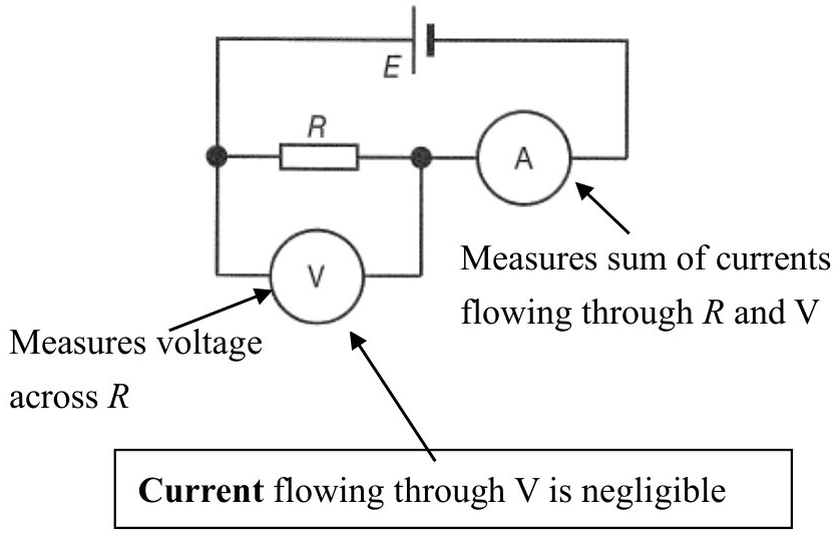 E
R
A
Measures sum of currents
flowing through R and V
V
Measures voltage
across R
Current flowing through V is negligible